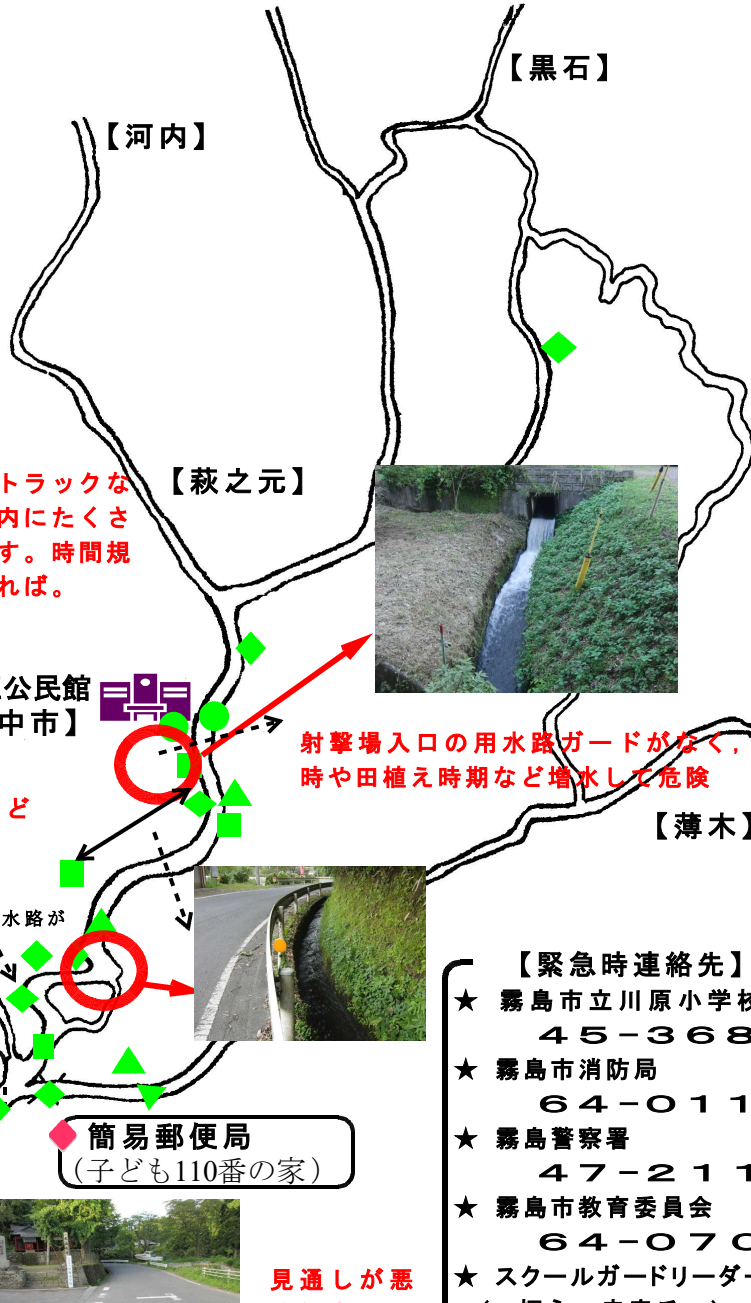 【黒石】
【河内】
トラックな
内にたくさ
す。時間規
れば。
【萩之元】
公民館
中市】
射撃場入口の用水路ガードがなく,
時や田植え時期など増水して危険
ど
【薄木】
水路が
【緊急時連絡先】
★ 霧島市立川原小学校
45-368
★ 霧島市消防局
64-011
★ 霧島警察署
47-211
★ 霧島市教育委員会
64-070
★ スクールガードリーダー
簡易郵便局
(子ども110番の家)
見通しが悪